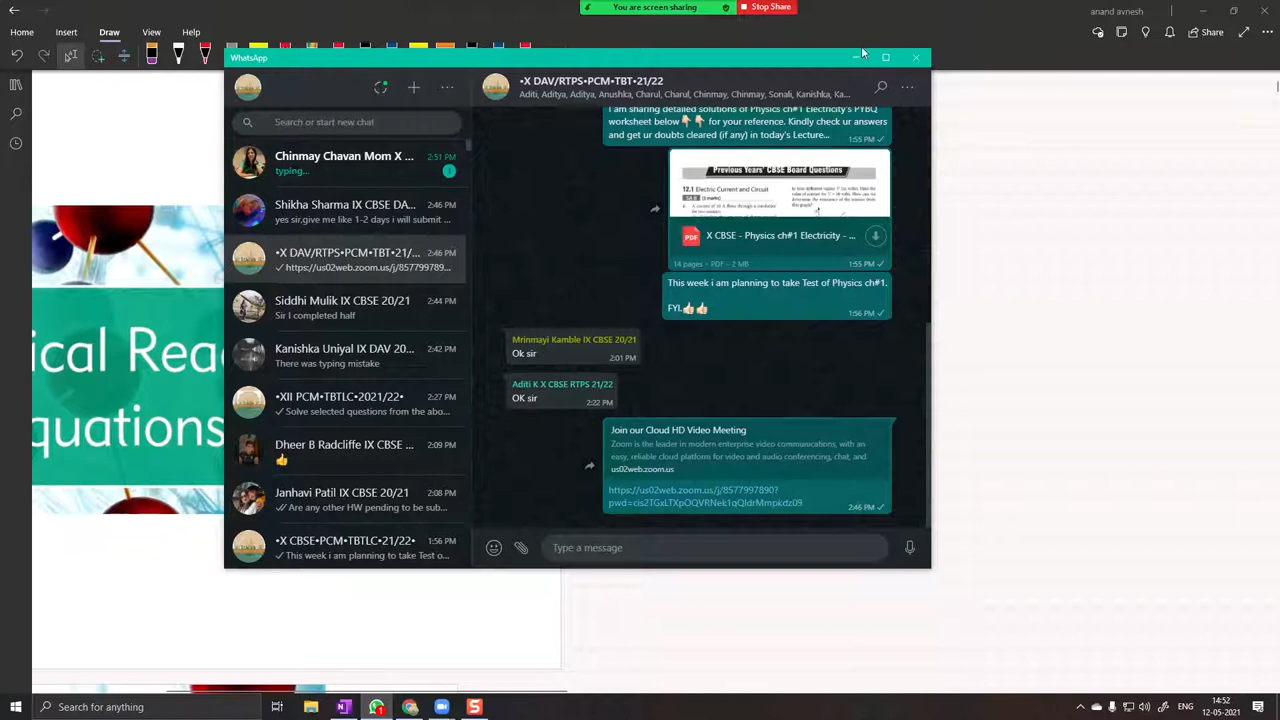 You are screen sharing
Stop Share
anand avnesh
Home Insert Draw View Help
Share
WhatsApp
•X DAV/RTPS•PCM•TBT•21/22
Aditi, Aditya, Aditya, Anushka, Charul, Charul, Chinmay, Chinmay, Sonali, Kanishka, Ka...
Search or start new chat
Chinmay Chavan Mom X ... 2:51 PM
typing... 1
Shikha Sharma IX CBSE DA... 2:46 PM
Sir
like 7 pages so i will submit ...
•X DAV/RTPS•PCM•TBT•21/... 2:46 PM
https://us02web.zoom.us/j/85779978​9...
Siddhi Mulik IX CBSE 20/21 2:44 PM
Sir I completed half
Kanishka Uniyal IX DAV 20... 2:42 PM
There was typing mistake
•XII PCM•TBTLC•2021/22• 2:27 PM
Solve selected questions from the abo...
Dheer B Radcliffe IX CBSE ... 2:09 PM
👍🏻
Janhavi Patil IX CBSE 20/21 2:08 PM
Are any other HW pending to be sub...
•X CBSE•PCM•TBTLC•21/22• 1:56 PM
This week i am planning to take Test o...
I am sharing detailed solutions of Physics ch#1 Electricity's PYBQ
worksheet below👇🏻👇🏻 for your reference. Kindly check ur answers
and get ur doubts cleared (if any) in today's Lecture...
1:55 PM
Previous Years' CBSE Board Questions
12.1 Electric Current and Circuit
PDF X CBSE - Physics ch#1 Electricity - ...
14 pages • PDF • 2 MB 1:55 PM
This week i am planning to take Test of Physics ch#1.
FYI.👍🏻👍🏻
1:56 PM
Mrinmayi Kamble IX CBSE 20/21
Ok sir
2:01 PM
Aditi K X CBSE RTPS 21/22
OK sir
2:22 PM
Join our Cloud HD Video Meeting
Zoom is the leader in modern enterprise video communications, with an
easy, reliable cloud platform for video and audio conferencing, chat, and
us02web.zoom.us
https://us02web.zoom.us/j/8577997890?
pwd=cis2TGxLTXpOQVRNek1qQldrMmpkdz09
2:46 PM
Type a message
ical Rea
uations
Search for anything
ENG
14:52
12-05-2021